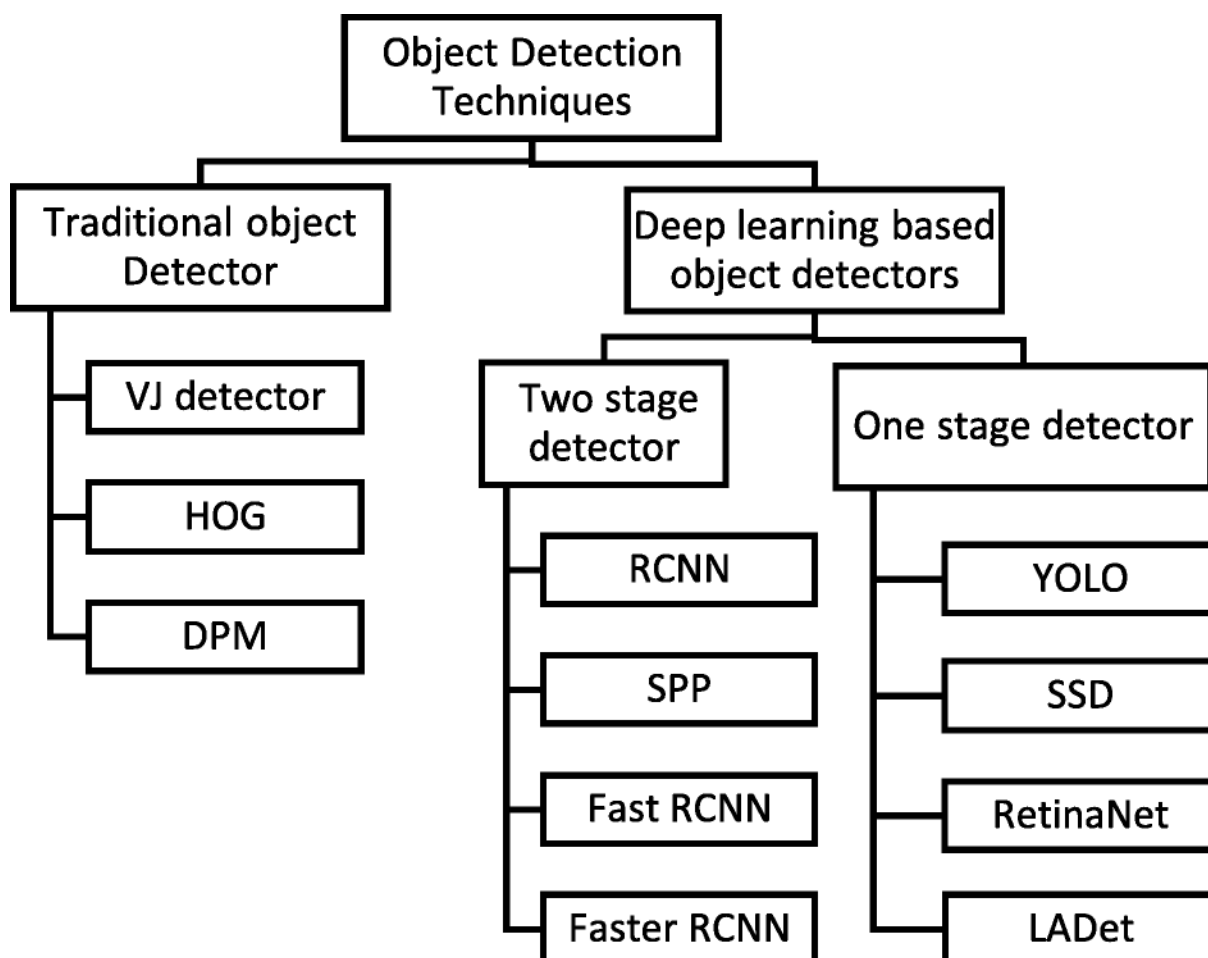 Object Detection
Techniques
Traditional object
Detector
VJ detector
HOG
DPM
Deep learning based
object detectors
Two stage
detector
RCNN
SPP
Fast RCNN
Faster RCNN
One stage detector
YOLO
SSD
RetinaNet
LADet